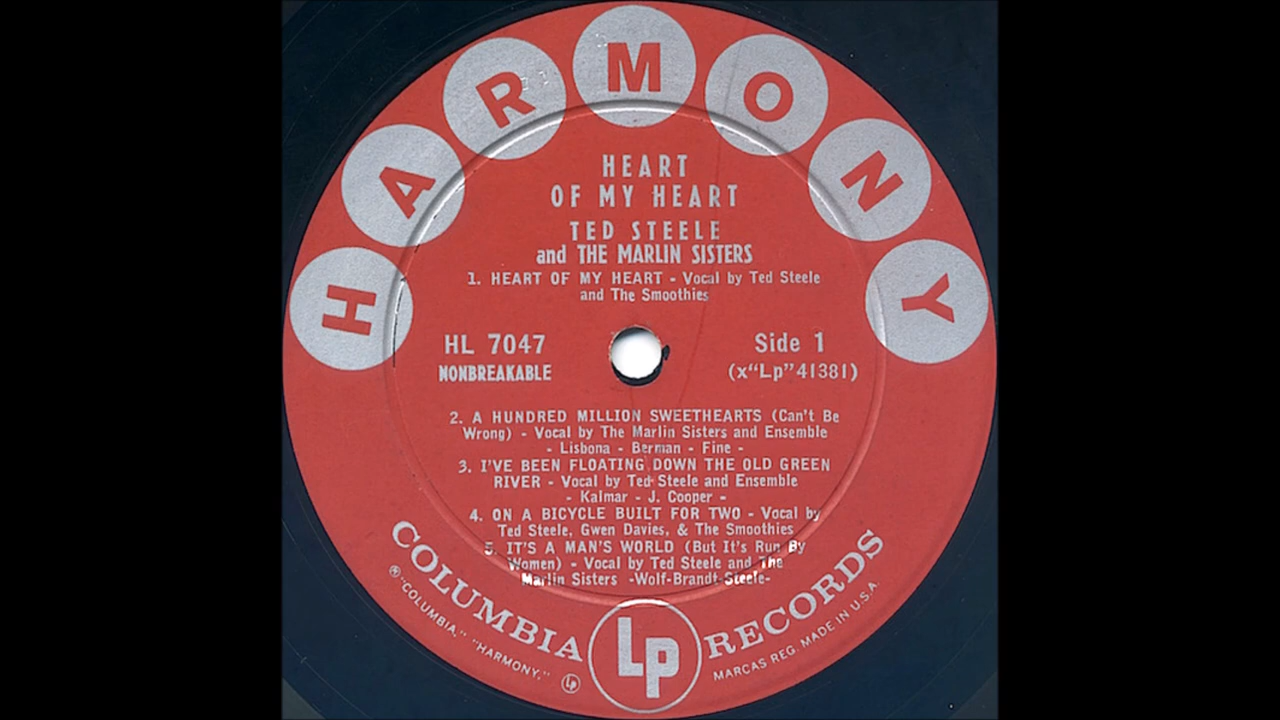 HARMONY
HEART
OF MY HEART
TED STEELE
and THE MARLIN SISTERS
1. HEART OF MY HEART - Vocal by Ted Steele
and The Smoothies
HL 7047
NONBREAKABLE
Side 1
(x“Lp”41381)
2. A HUNDRED MILLION SWEETHEARTS (Can't Be
Wrong) - Vocal by The Marlin Sisters and Ensemble
- Lisbona - Berman - Fine -
3. I'VE BEEN FLOATING DOWN THE OLD GREEN
RIVER - Vocal by Ted Steele and Ensemble
- Kalmar - J. Cooper -
4. ON A BICYCLE BUILT FOR TWO - Vocal by
Ted Steele, Gwen Davies, & The Smoothies
5. IT'S A MAN'S WORLD (But It's Run By
Women) - Vocal by Ted Steele and The
Marlin Sisters -Wolf-Brandt-Steele-
COLUMBIA Lp RECORDS
® "COLUMBIA," "HARMONY," Ⓛⓟ MARCAS REG. MADE IN U.S.A.